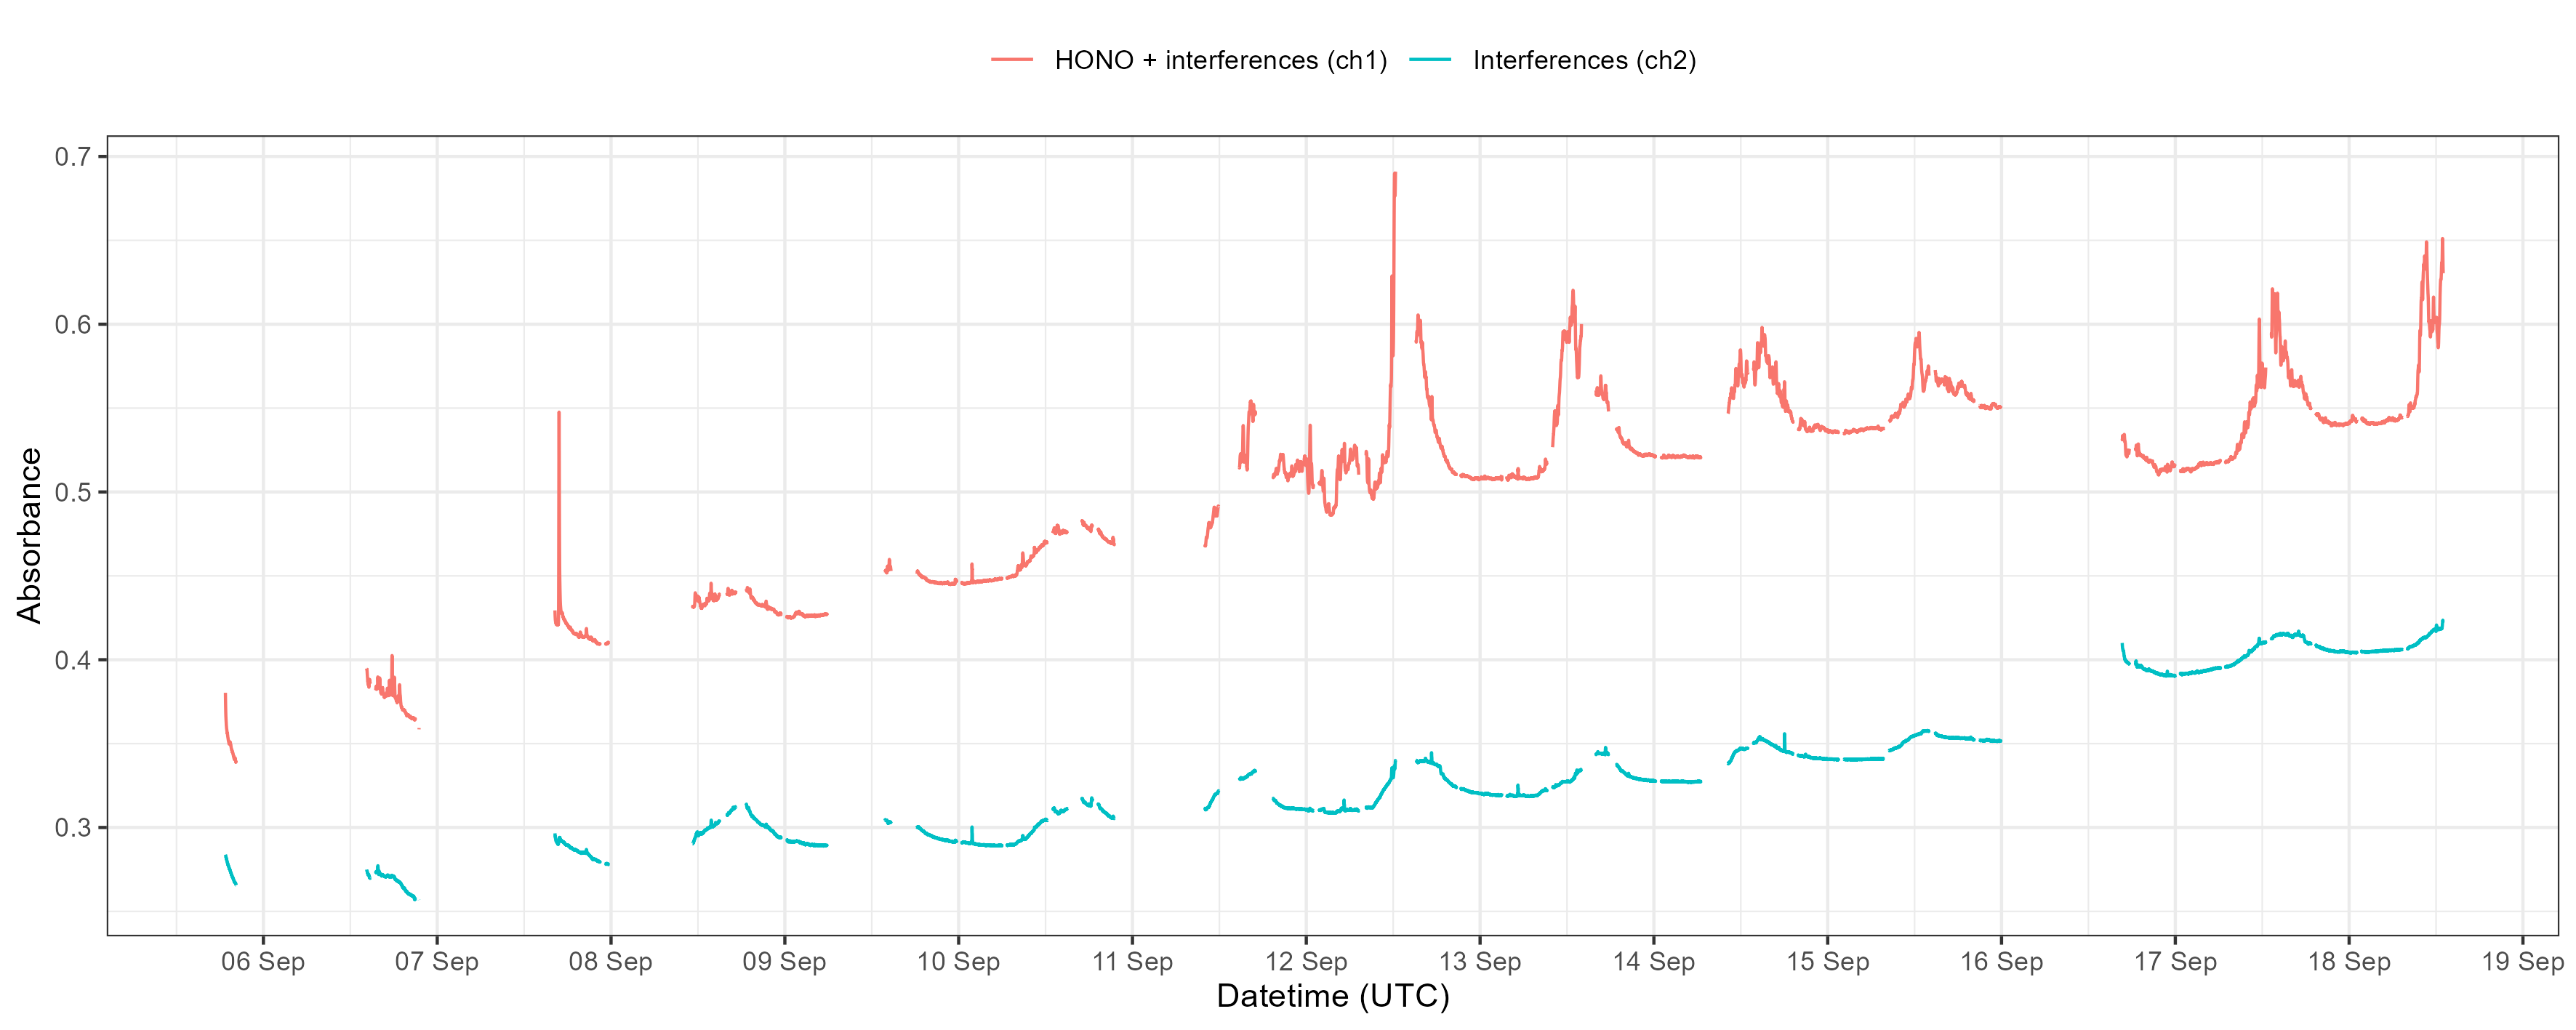 HONO + interferences (ch1) Interferences (ch2)
0.7
0.6
0.5
0.4
0.3
Absorbance
06 Sep 07 Sep 08 Sep 09 Sep 10 Sep 11 Sep 12 Sep 13 Sep 14 Sep 15 Sep 16 Sep 17 Sep 18 Sep 19 Sep
Datetime (UTC)